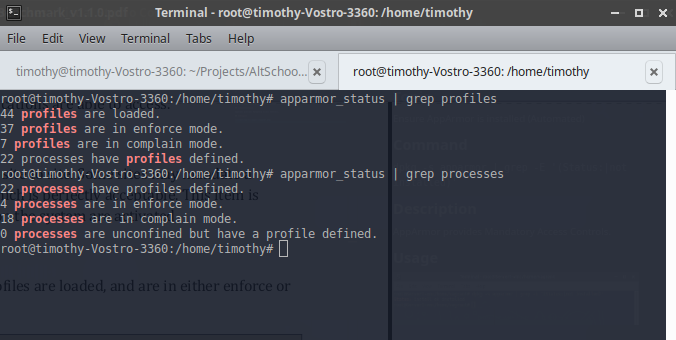 Terminal - root@timothy-Vostro-3360: /home/timothy
File Edit View Terminal Tabs Help
timothy@timothy-Vostro-3360: ~/Projects/AltSchoo...
root@timothy-Vostro-3360: /home/timothy
root@timothy-Vostro-3360:/home/timothy# apparmor_status | grep profiles
44 profiles are loaded.
37 profiles are in enforce mode.
7 profiles are in complain mode.
22 processes have profiles defined.
root@timothy-Vostro-3360:/home/timothy# apparmor_status | grep processes
22 processes have profiles defined.
4 processes are in enforce mode.
18 processes are in complain mode.
0 processes are unconfined but have a profile defined.
root@timothy-Vostro-3360:/home/timothy#
Command
Description
Usage
ofiles are loaded, and are in either enforce or